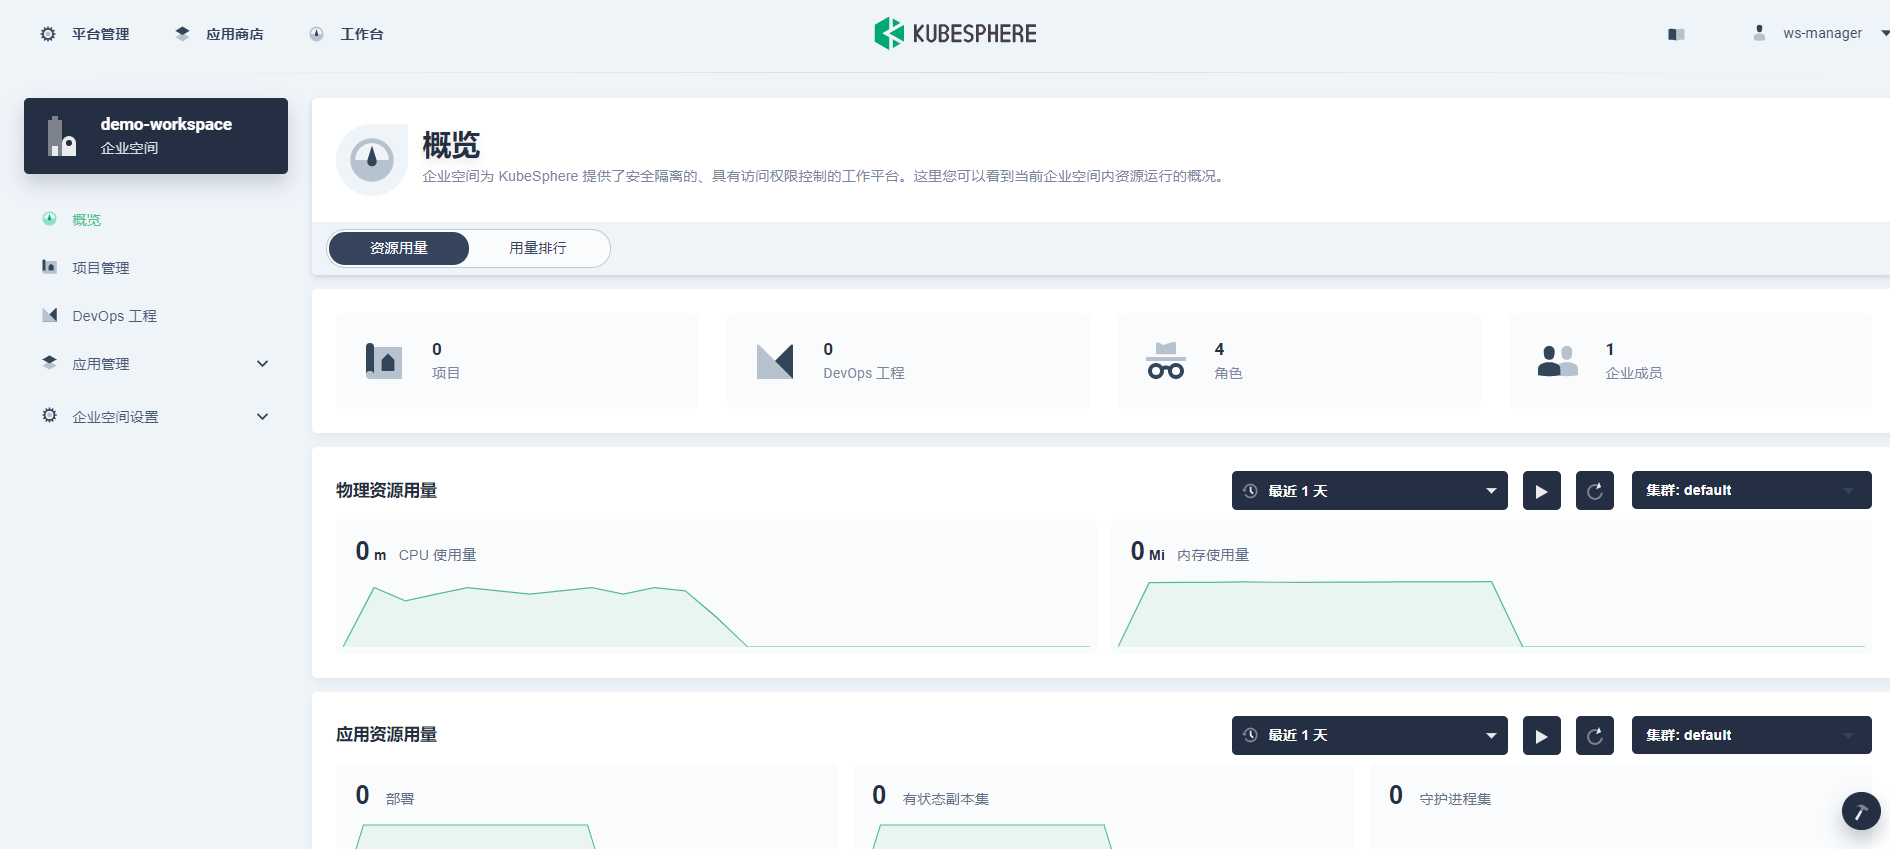 平台管理
应用商店
工作台
KUBESPHERE
ws-manager
demo-workspace
企业空间
概览
项目管理
DevOps 工程
应用管理
企业空间设置
概览
企业空间为 KubeSphere 提供了安全隔离的、具有访问权限控制的工作平台。这里您可以看到当前企业空间内资源运行的概况。
资源用量
用量排行
0
项目
0
DevOps 工程
4
角色
1
企业成员
物理资源用量
最近 1 天
集群: default
0 m CPU 使用量
0 Mi 内存使用量
应用资源用量
最近 1 天
集群: default
0 部署
0 有状态副本集
0 守护进程集